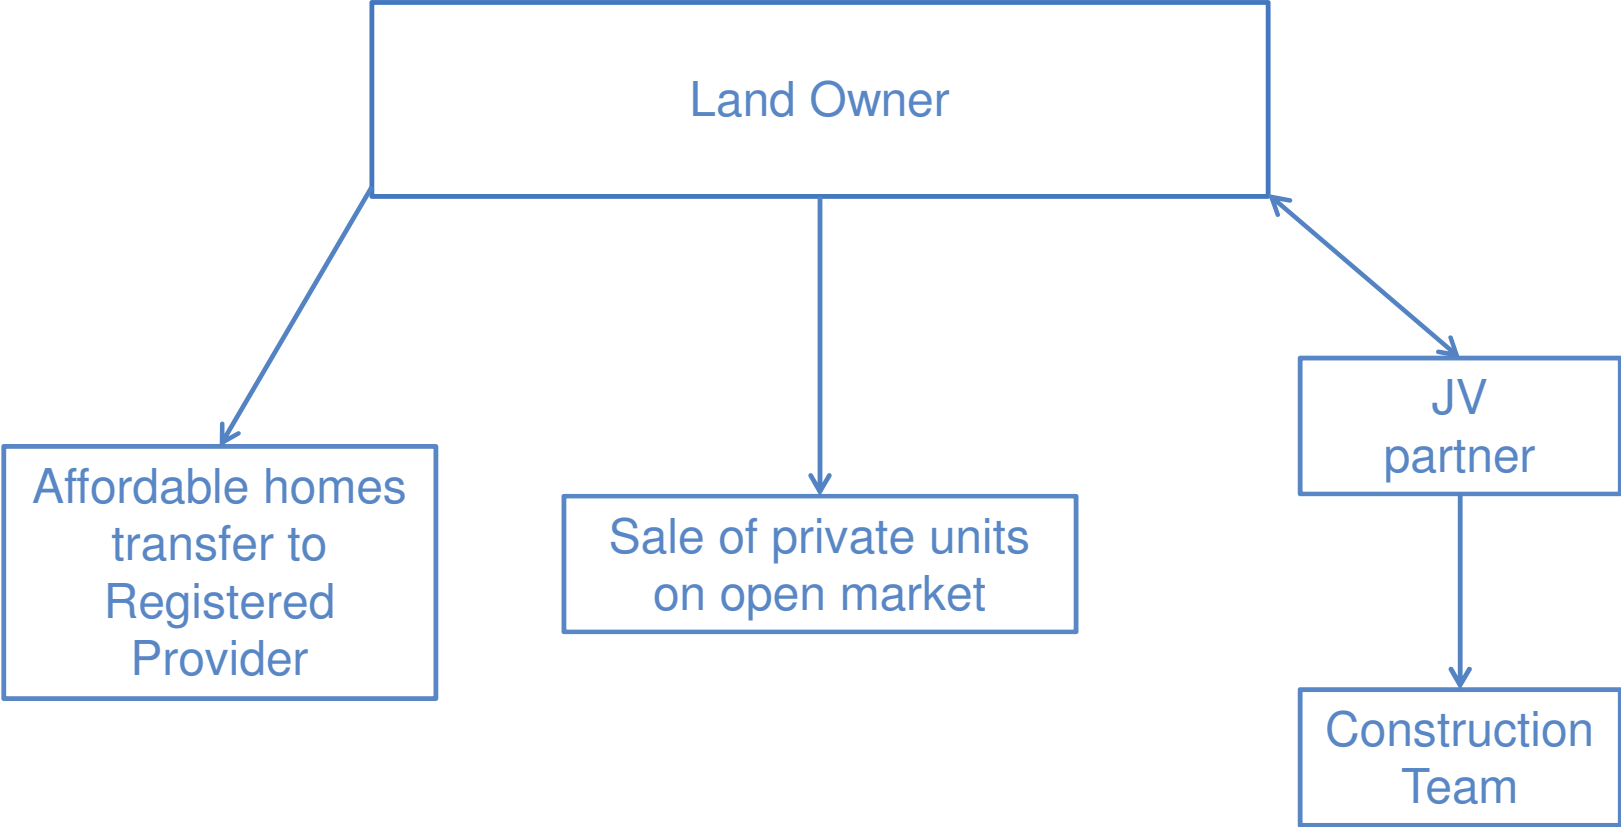 Land Owner
Affordable homes
transfer to
Registered
Provider
Sale of private units
on open market
JV
partner
Construction
Team